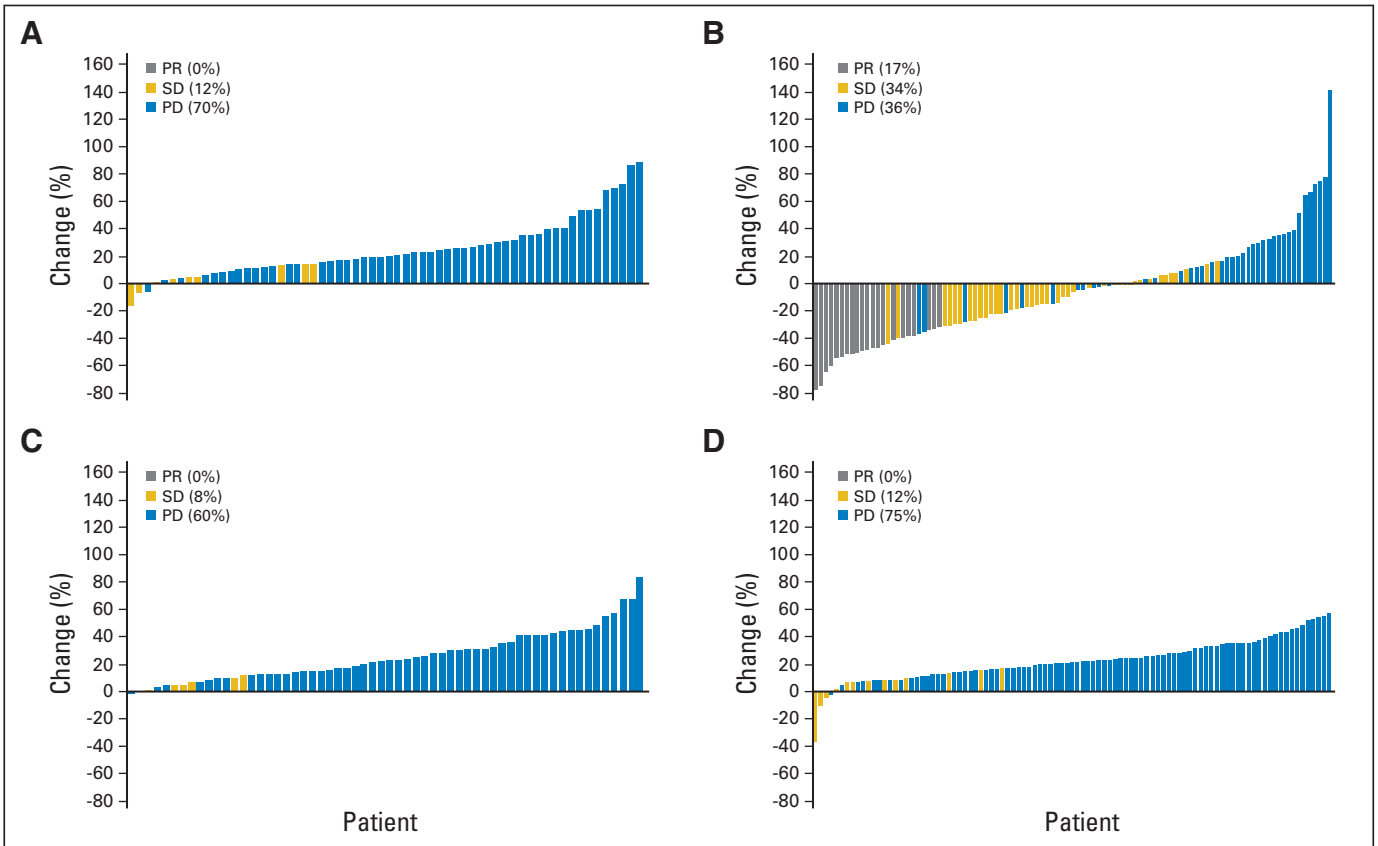 A
Change (%)
160
140
120
100
80
60
40
20
0
-20
-40
-60
-80
PR (0%)
SD (12%)
PD (70%)
B
Change (%)
160
140
120
100
80
60
40
20
0
-20
-40
-60
-80
PR (17%)
SD (34%)
PD (36%)
C
Change (%)
160
140
120
100
80
60
40
20
0
-20
-40
-60
-80
PR (0%)
SD (8%)
PD (60%)
Patient
D
Change (%)
160
140
120
100
80
60
40
20
0
-20
-40
-60
-80
PR (0%)
SD (12%)
PD (75%)
Patient